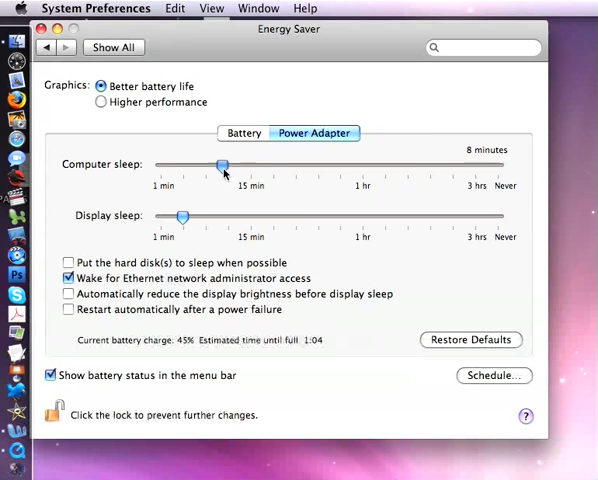 System Preferences Edit View Window Help
Energy Saver
Show All
Graphics: Better battery life
Higher performance
Battery Power Adapter
8 minutes
Computer sleep:
1 min 15 min 1 hr 3 hrs Never
Display sleep:
1 min 15 min 1 hr 3 hrs Never
Put the hard disk(s) to sleep when possible
Wake for Ethernet network administrator access
Automatically reduce the display brightness before display sleep
Restart automatically after a power failure
Current battery charge: 45% Estimated time until full 1:04
Restore Defaults
Show battery status in the menu bar
Schedule...
Click the lock to prevent further changes.
?
Ps